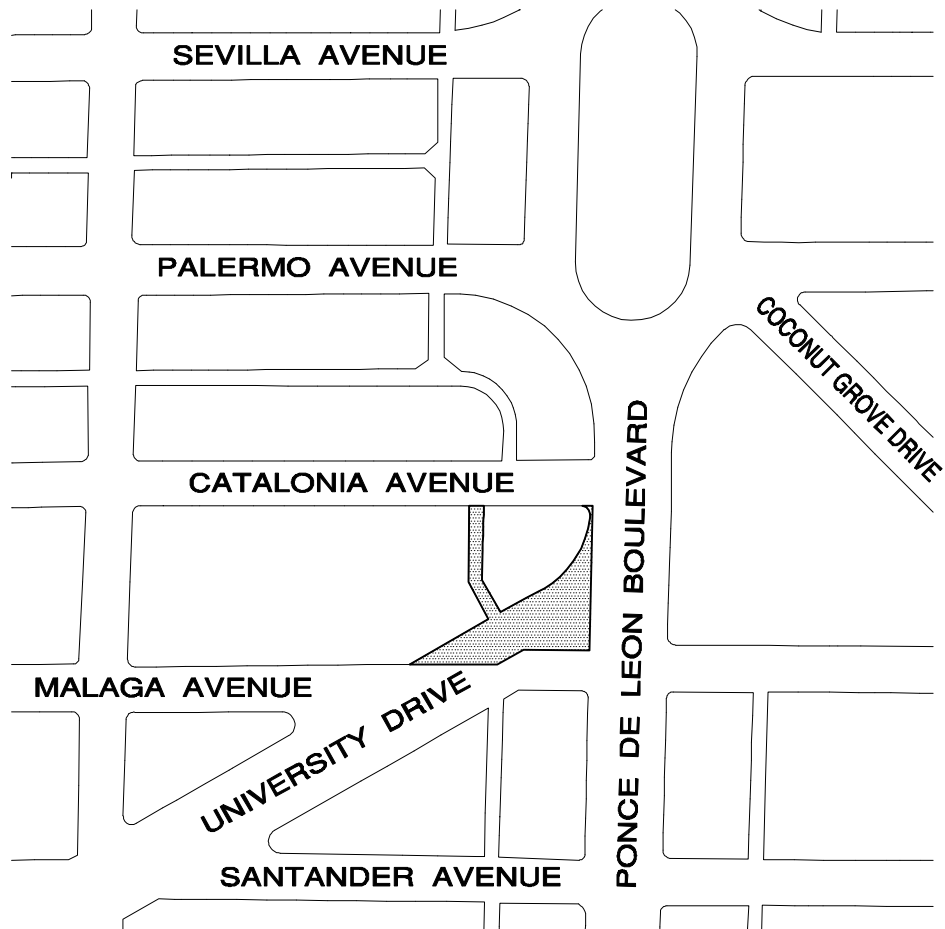 SEVILLA AVENUE
PALERMO AVENUE
COCONUT GROVE DRIVE
CATALONIA AVENUE
PONCE DE LEON BOULEVARD
MALAGA AVENUE
UNIVERSITY DRIVE
SANTANDER AVENUE